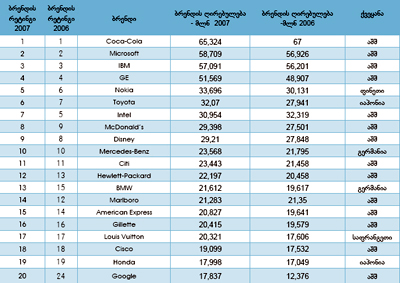 ბრენდის რეიტინგი 2007 ბრენდის რეიტინგი 2006 ბრენდი ბრენდის ღირებულება - მლნ 2007 ბრენდის ღირებულება -მლნ 2006 ქვეყანა
1 1 Coca-Cola 65,324 67 აშშ
2 2 Microsoft 58,709 56,926 აშშ
3 3 IBM 57,091 56,201 აშშ
4 4 GE 51,569 48,907 აშშ
5 6 Nokia 33,696 30,131 ფინეთი
6 7 Toyota 32,07 27,941 იაპონია
7 5 Intel 30,954 32,319 აშშ
8 9 McDonald's 29,398 27,501 აშშ
9 8 Disney 29,21 27,848 აშშ
10 10 Mercedes-Benz 23,568 21,795 გერმანია
11 11 Citi 23,443 21,458 აშშ
12 13 Hewlett-Packard 22,197 20,458 აშშ
13 15 BMW 21,612 19,617 გერმანია
14 12 Marlboro 21,283 21,35 აშშ
15 14 American Express 20,827 19,641 აშშ
16 16 Gillette 20,415 19,579 აშშ
17 17 Louis Vuitton 20,321 17,606 საფრანგეთი
18 18 Cisco 19,099 17,532 აშშ
19 19 Honda 17,998 17,049 იაპონია
20 24 Google 17,837 12,376 აშშ